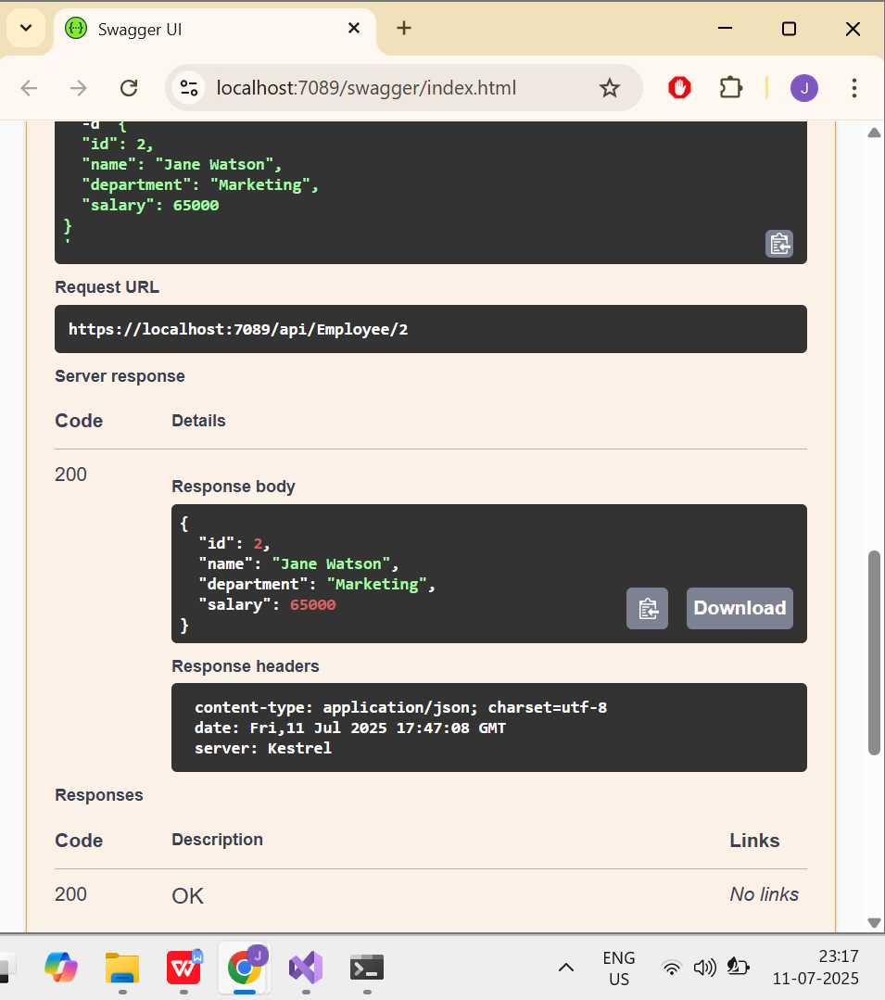 Swagger UI
localhost:7089/swagger/index.html
J
-d '{
"id": 2,
"name": "Jane Watson",
"department": "Marketing",
"salary": 65000
}
'
Request URL
https://localhost:7089/api/Employee/2
Server response
Code Details
200
Response body
{
"id": 2,
"name": "Jane Watson",
"department": "Marketing",
"salary": 65000
}
Download
Response headers
content-type: application/json; charset=utf-8
date: Fri,11 Jul 2025 17:47:08 GMT
server: Kestrel
Responses
Code Description Links
200 OK No links
W
W
J
ENG
US
23:17
11-07-2025